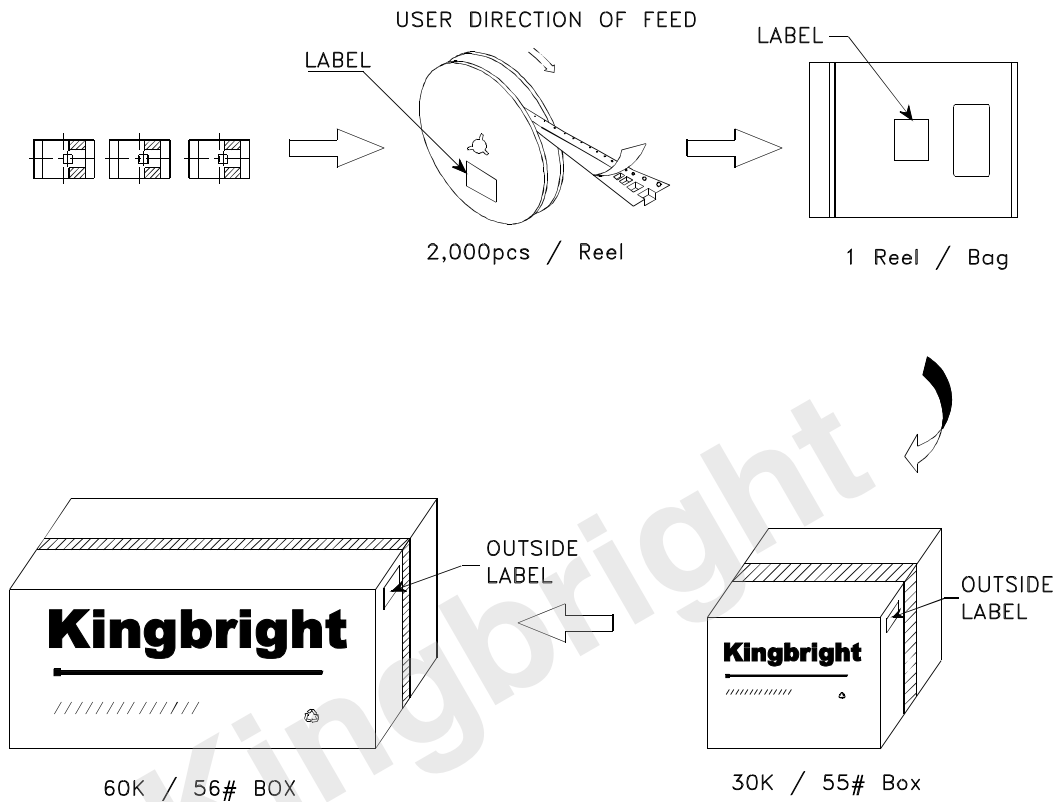 USER DIRECTION OF FEED
LABEL
LABEL
2,000pcs / Reel
1 Reel / Bag
OUTSIDE
LABEL
OUTSIDE
LABEL
Kingbright
Kingbright
60K / 56# BOX
30K / 55# Box
Kingbright